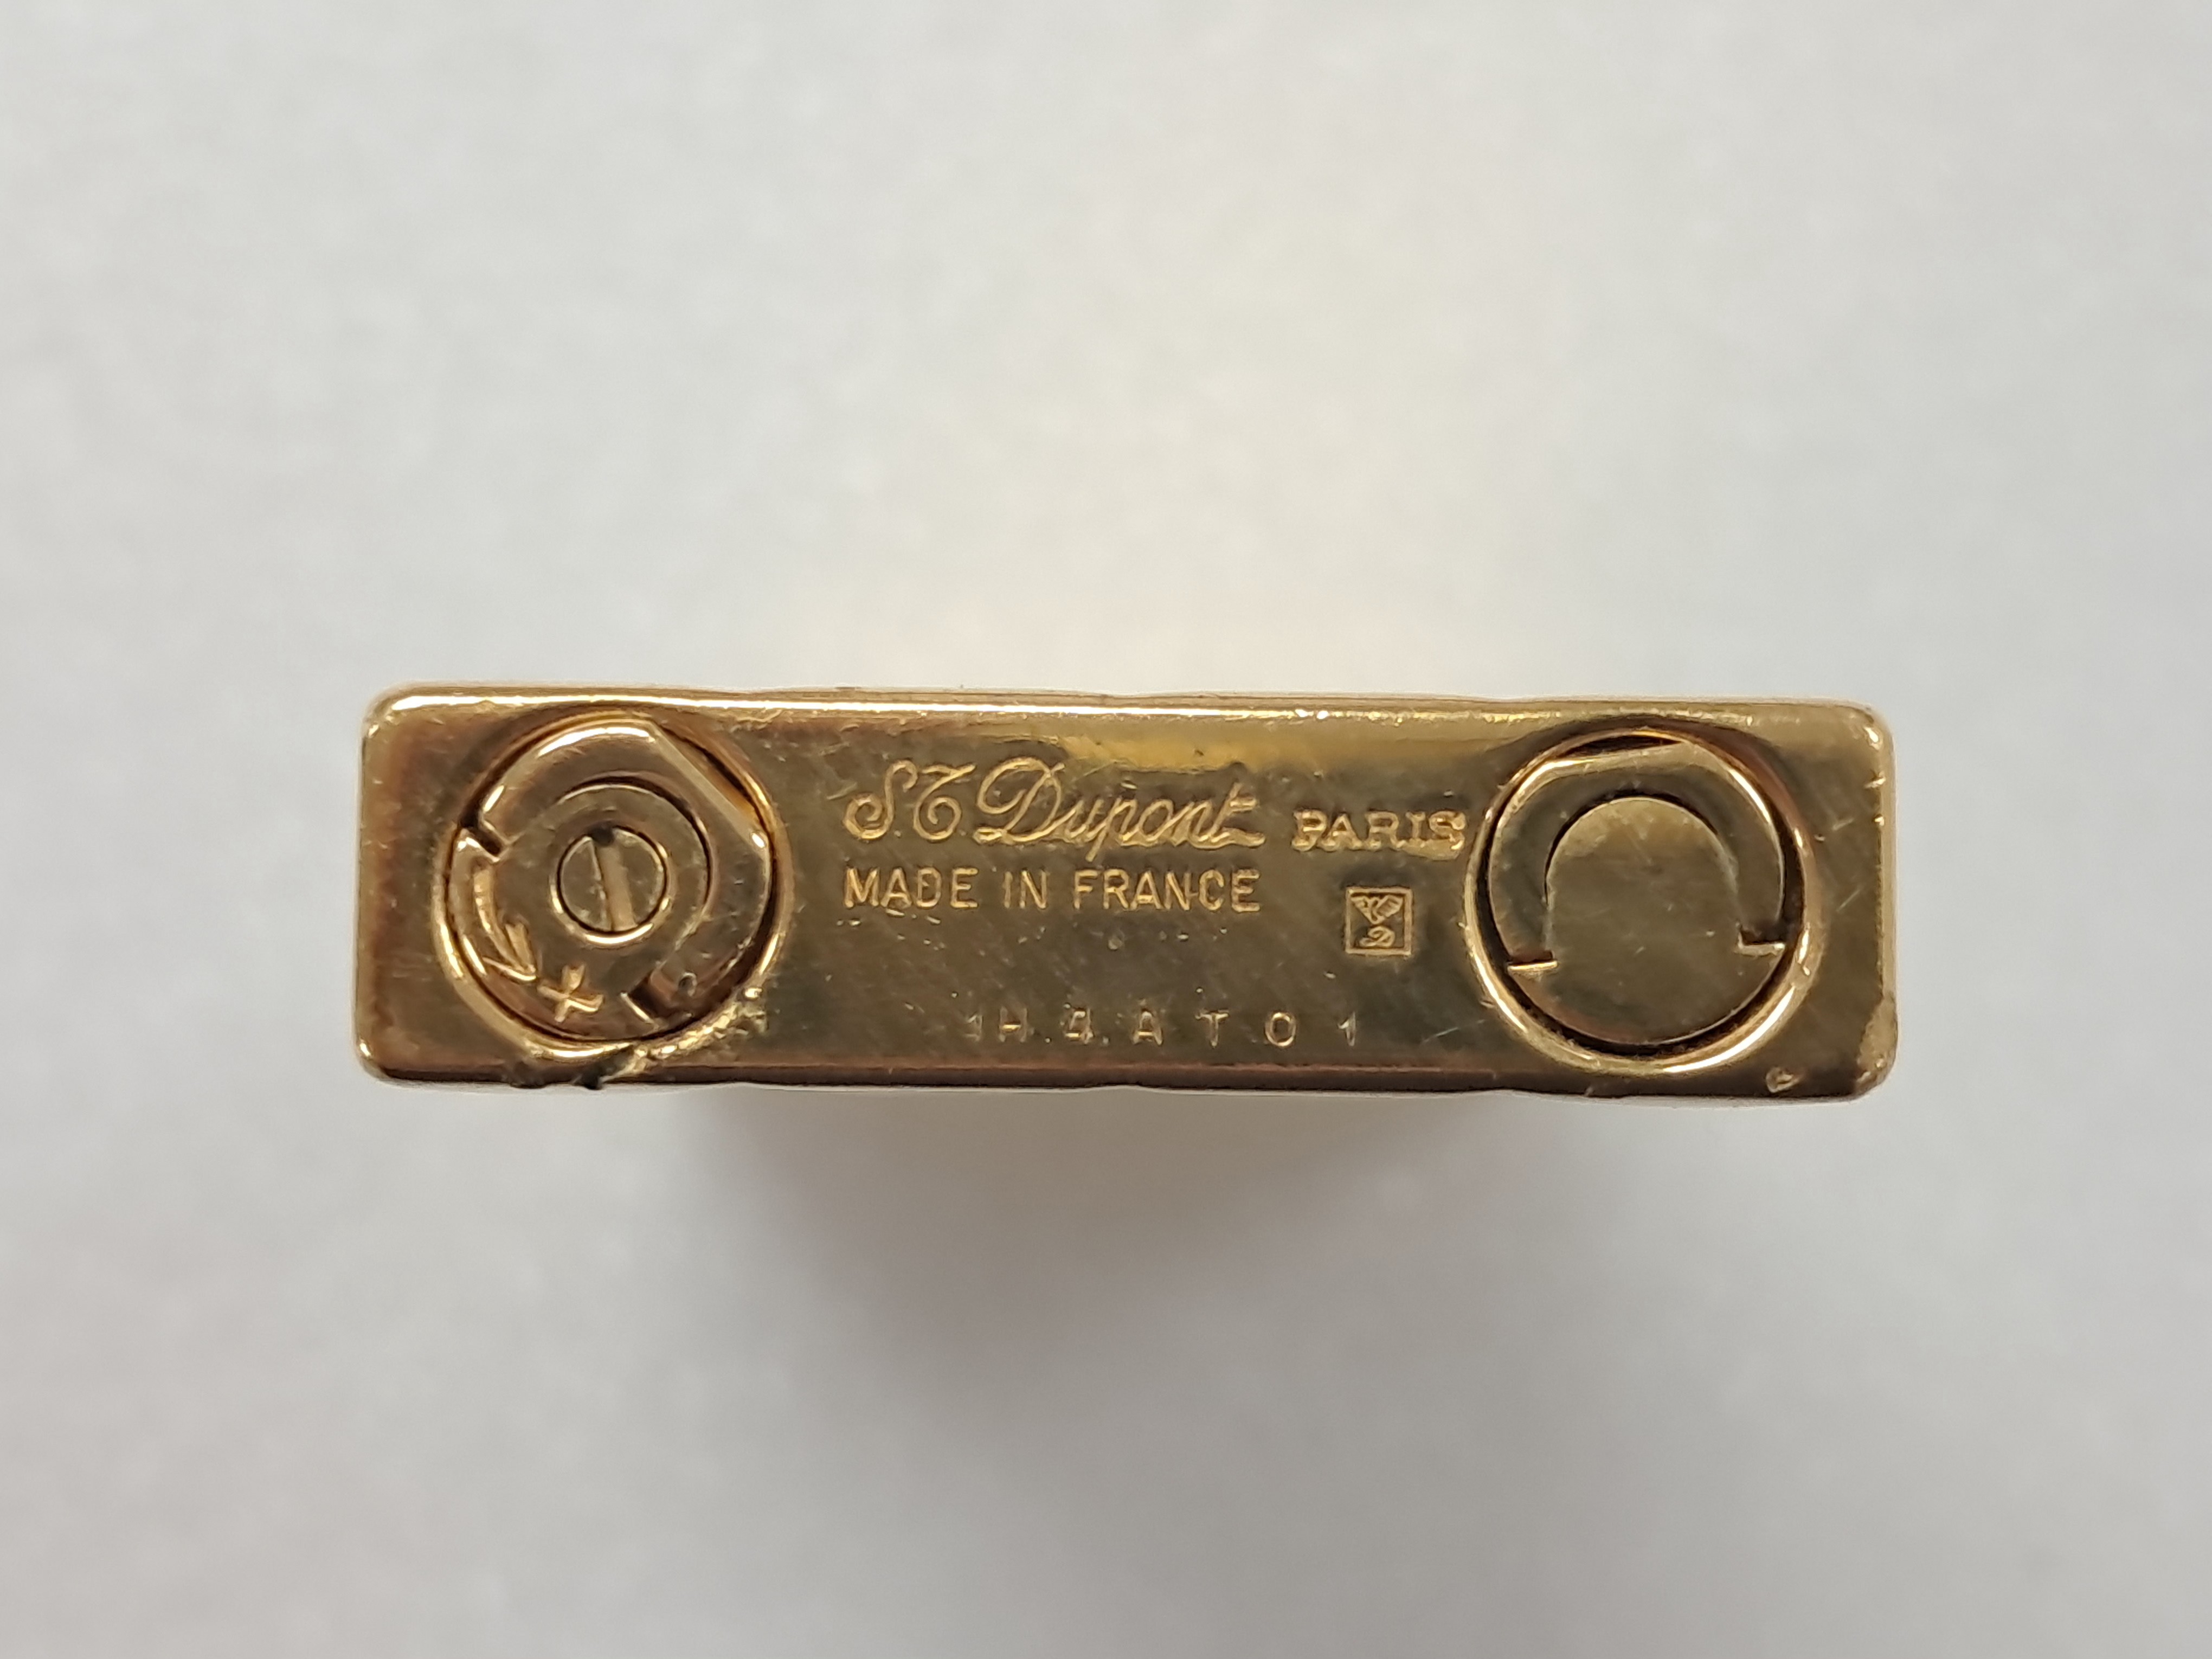 S.T. Dupont PARIS
MADE IN FRANCE
D
1H4AT01
+